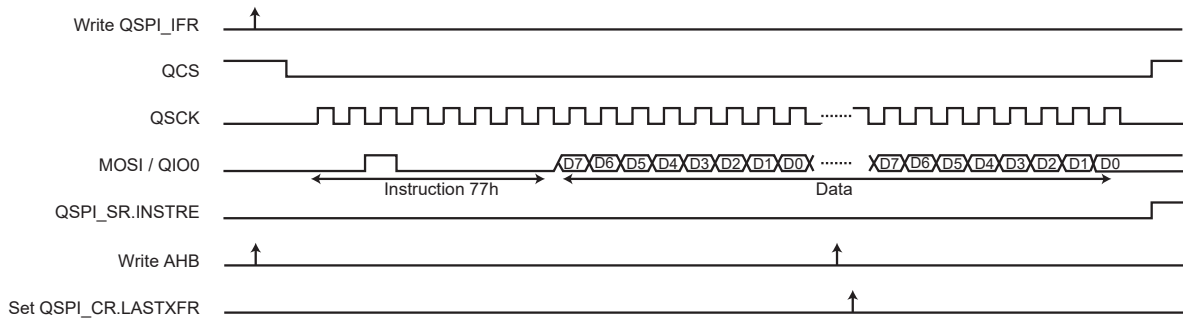 Write QSPI_IFR
QCS
QSCK
MOSI / QIO0
D7 D6 D5 D4 D3 D2 D1 D0 D7 D6 D5 D4 D3 D2 D1 D0
Instruction 77h
Data
QSPI_SR.INSTRE
Write AHB
Set QSPI_CR.LASTXFR